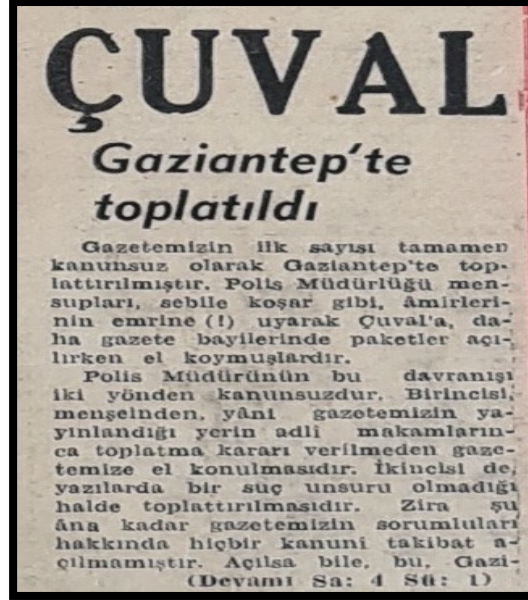 ÇUVAL
Gaziantep'te
toplatıldı
Gazetemizin ilk sayısı tamamen
kanunsuz olarak Gaziantep'te top-
lattırılmıştır. Polis Müdürlüğü men-
supları, sebile koşar gibi, âmirleri-
nin emrine (!) uyarak Çuval'a, da-
ha gazete bayilerinde paketler açı-
lırken el koymuşlardır.
Polis Müdürünün bu davranışı
iki yönden kanunsuzdur. Birincisi,
menşeinden, yâni gazetemizin ya-
yınlandığı yerin adli makamların-
ca toplatma kararı verilmeden gaze-
temize el konulmasıdır. İkincisi de,
yazılarda bir suç unsuru olmadığı
halde toplattırılmasıdır. Zira şu
âna kadar gazetemizin sorumluları
hakkında hiçbir kanuni takibat a-
çılmamıştır. Açılsa bile, bu, Gazi-
(Devamı Sa: 4 Sü: 1)